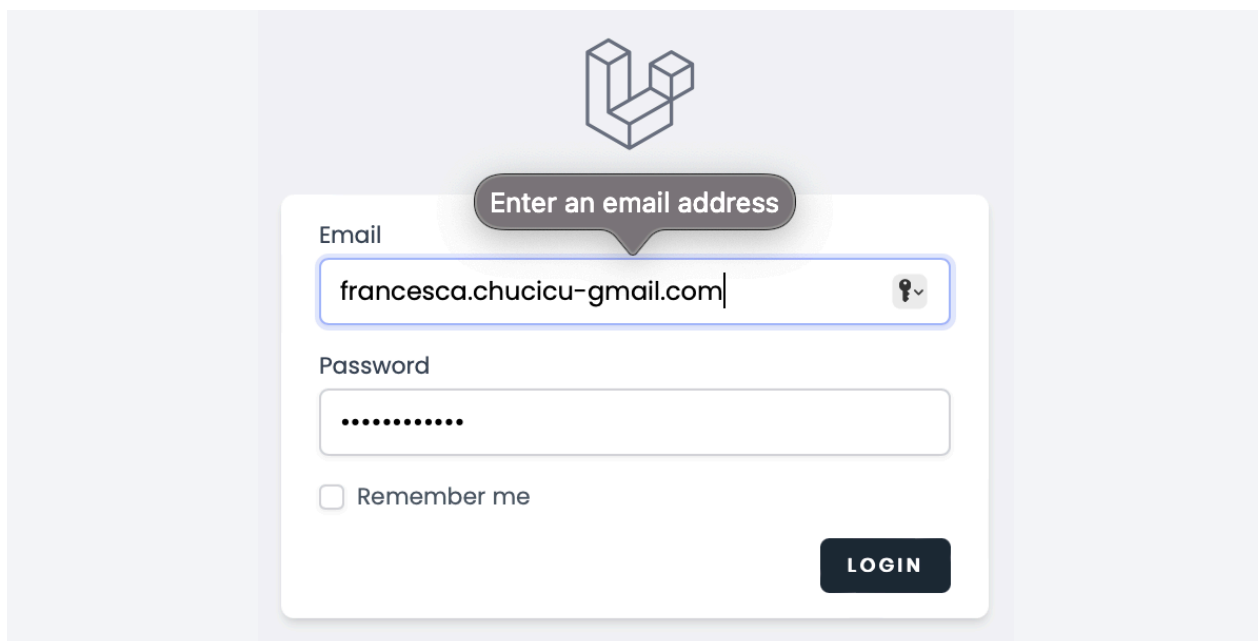 Enter an email address
Email
francesca.chucicu-gmail.com
Password
••••••••••••
Remember me
LOGIN